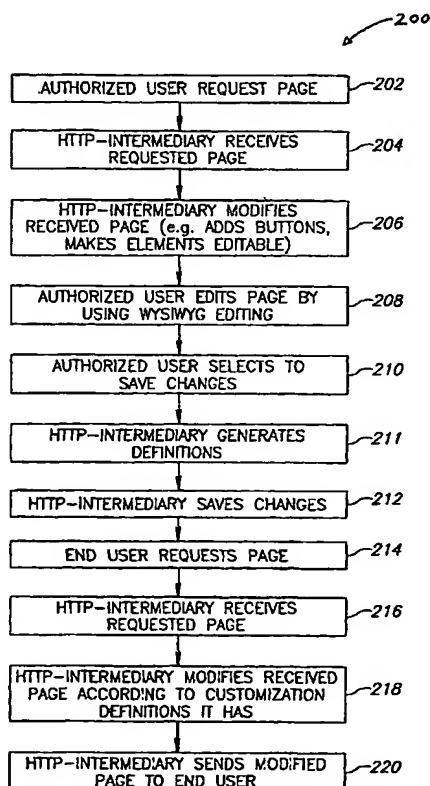 200
.AUTHORIZED USER REQUEST PAGE
202
HTTP-INTERMEDIARY RECEIVES
REQUESTED PAGE
204
HTTP-INTERMEDIARY MODIFIES
RECEIVED PAGE (e.g. ADDS BUTTONS,
MAKES ELEMENTS EDITABLE)
206
AUTHORIZED USER EDITS PAGE BY
USING WYSIWYG EDITING
208
AUTHORIZED USER SELECTS TO
SAVE CHANGES
210
HTTP-INTERMEDIARY GENERATES
DEFINITIONS
211
HTTP-INTERMEDIARY SAVES CHANGES
212
END USER REQUESTS PAGE
214
HTTP-INTERMEDIARY RECEIVES
REQUESTED PAGE
216
HTTP-INTERMEDIARY MODIFIES RECEIVED
PAGE ACCORDING TO CUSTOMIZATION
DEFINITIONS IT HAS
218
HTTP-INTERMEDIARY SENDS MODIFIED
PAGE TO END USER
220